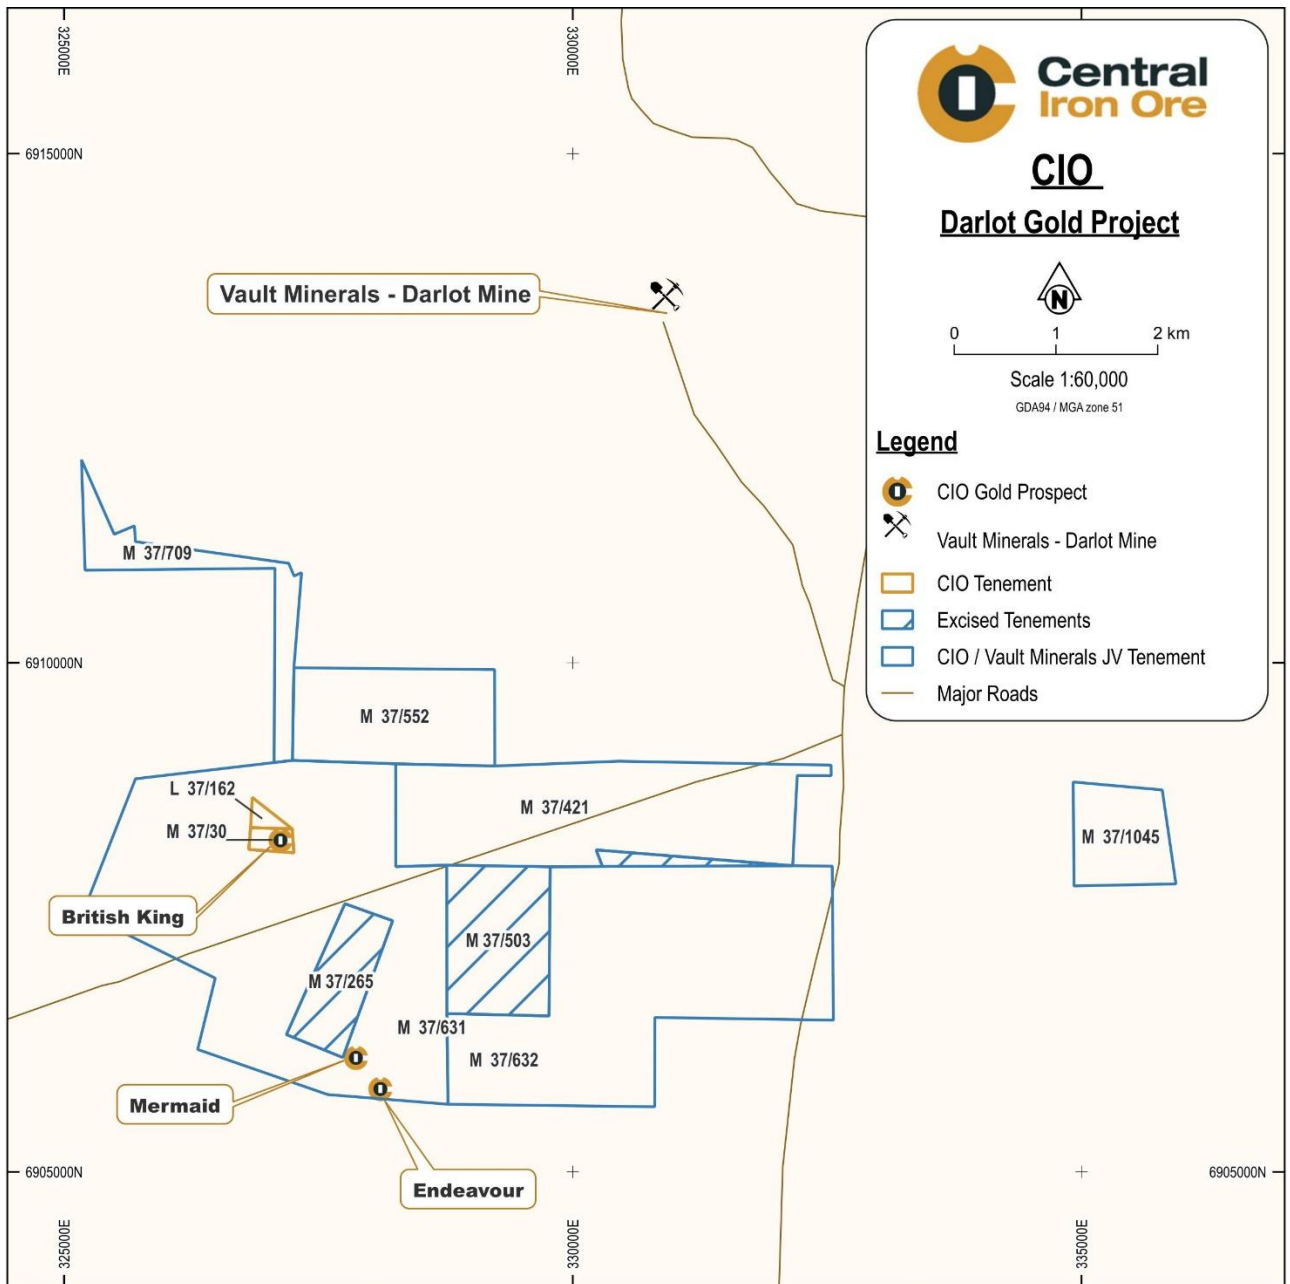 325000E
330000E
Central
Iron Ore
CIO
Darlot Gold Project
N
0 1 2 km
Scale 1:60,000
GDA94 / MGA zone 51
Legend
CIO Gold Prospect
Vault Minerals - Darlot Mine
CIO Tenement
Excised Tenements
CIO / Vault Minerals JV Tenement
Major Roads
6915000N
Vault Minerals - Darlot Mine
M 37/709
6910000N
M 37/552
L 37/162
M 37/30
M 37/421
M 37/1045
British King
M 37/503
M 37/265
M 37/631
M 37/632
Mermaid
Endeavour
6905000N
6905000N
325000E
330000E
335000E